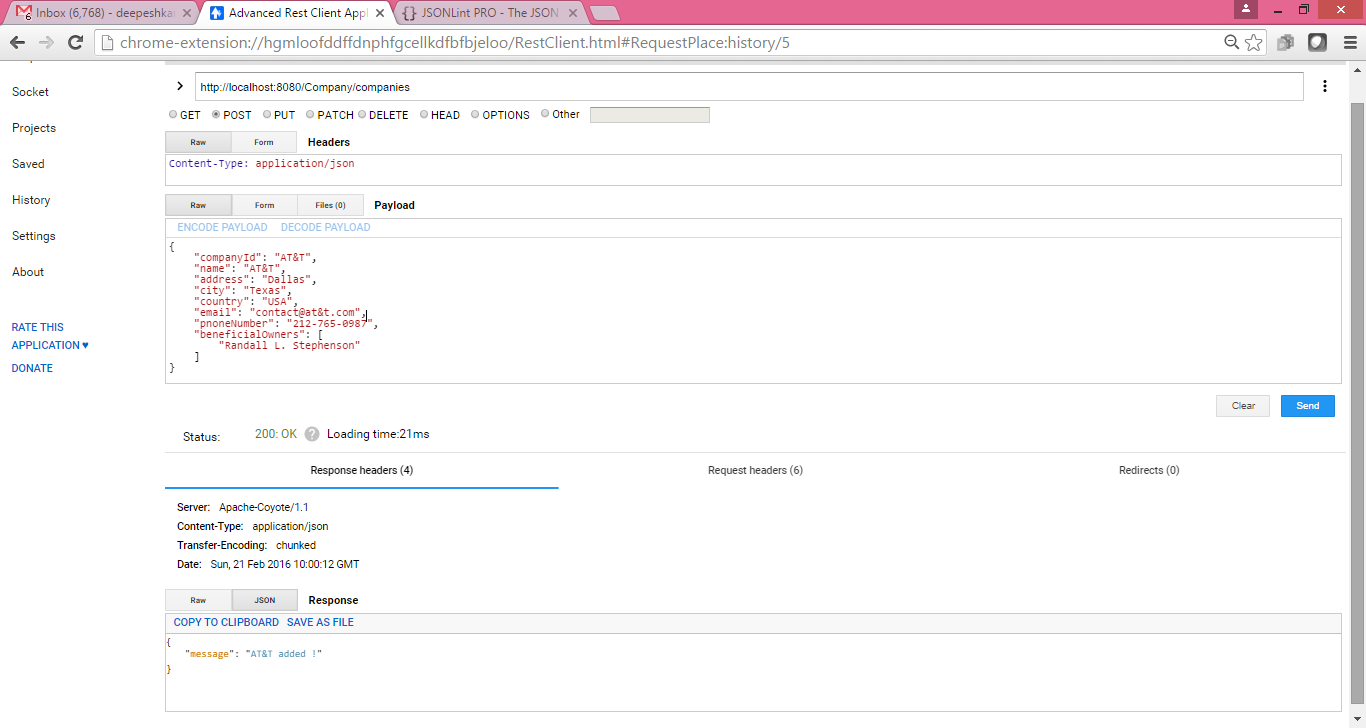 Inbox (6,768) - deepeshkar
Advanced Rest Client Appl
{} JSONLint PRO - The JSON
chrome-extension://hgmloofddffdnphfgcellkdfbfbjeloo/RestClient.html#RequestPlace:history/5
Socket
Projects
Saved
History
Settings
About
RATE THIS
APPLICATION ♥
DONATE
http://localhost:8080/Company/companies
GET POST PUT PATCH DELETE HEAD OPTIONS Other
Raw Form Headers
Content-Type: application/json
Raw Form Files (0) Payload
ENCODE PAYLOAD DECODE PAYLOAD
{
"companyId": "AT&T",
"name": "AT&T",
"address": "Dallas",
"city": "Texas",
"country": "USA",
"email": "contact@at&t.com",
"pnoneNumber": "212-765-0987",
"beneficialOwners": [
"Randall L. Stephenson"
]
}
Clear Send
Status: 200: OK ? Loading time:21ms
Response headers (4) Request headers (6) Redirects (0)
Server: Apache-Coyote/1.1
Content-Type: application/json
Transfer-Encoding: chunked
Date: Sun, 21 Feb 2016 10:00:12 GMT
Raw JSON Response
COPY TO CLIPBOARD SAVE AS FILE
{
"message": "AT&T added !"
}